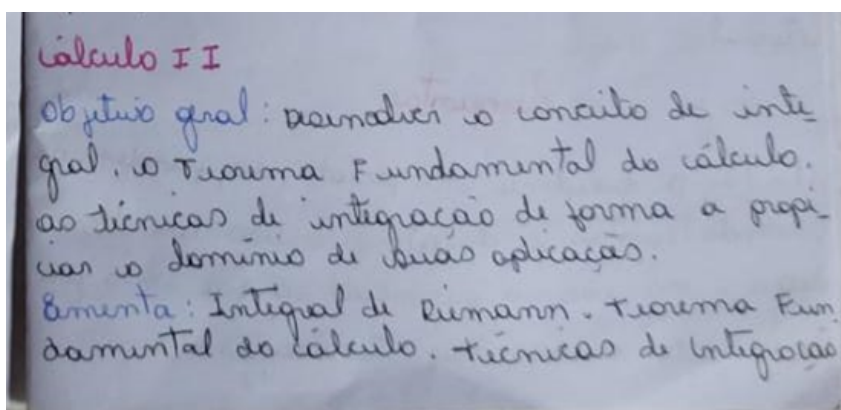 Cálculo II
Objetivo geral: Desenvolver o conceito de inte-
gral, o Teorema Fundamental do cálculo.
as técnicas de integração de forma a propi-
ciar o domínio de suas aplicação.
Ementa: Integral de Riemann. Teorema Fun
damental do Cálculo. Técnicas de Integração